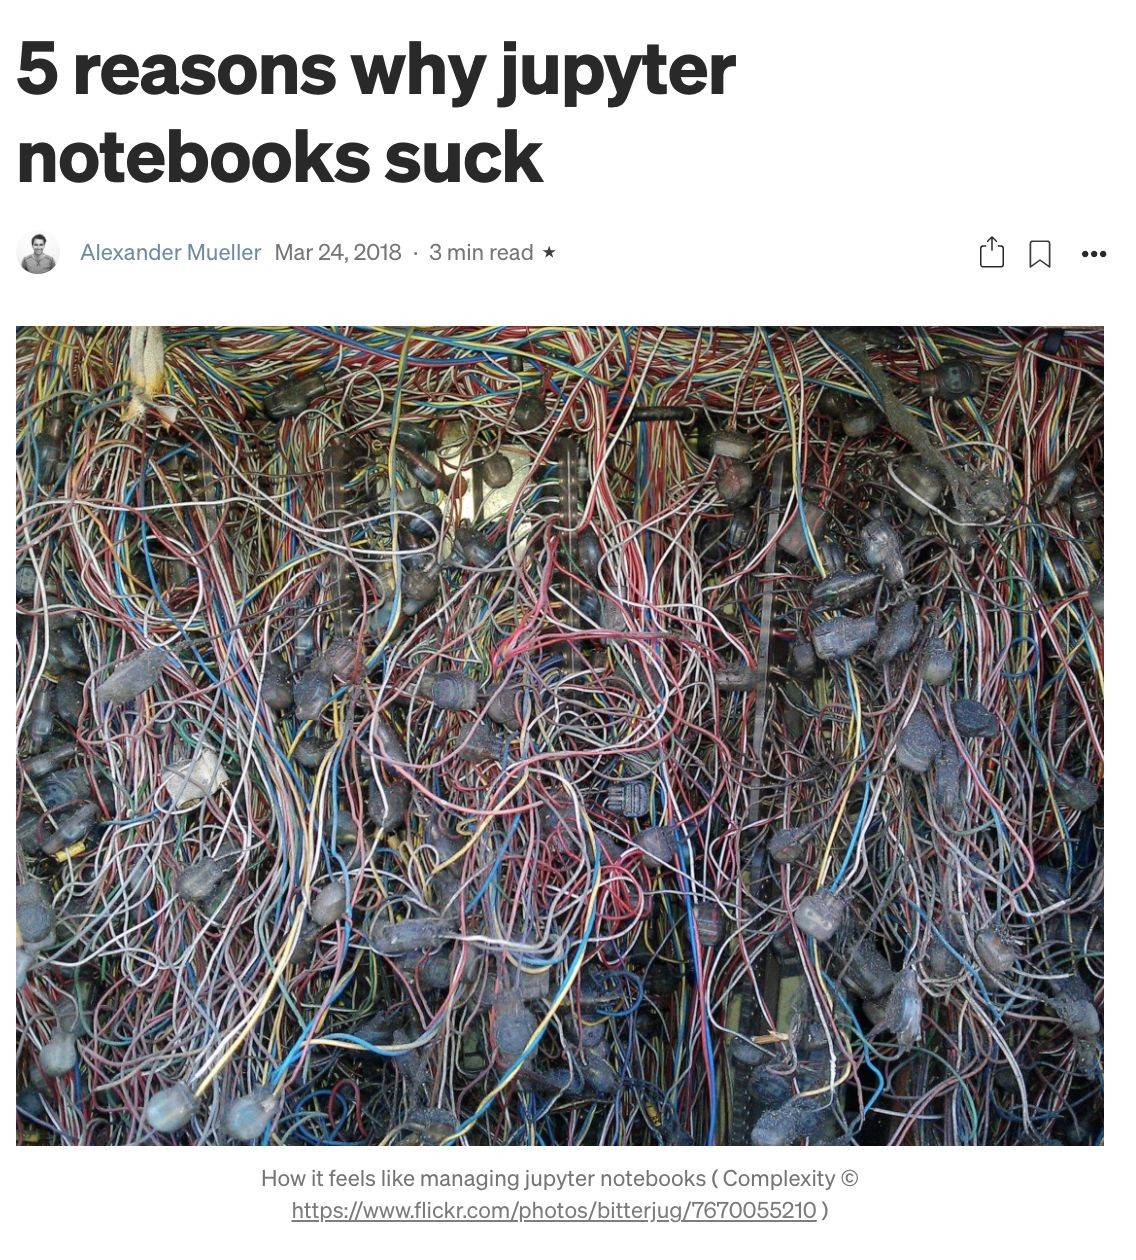 5 reasons why jupyter
notebooks suck
Alexander Mueller Mar 24, 2018 · 3 min read ★
How it feels like managing jupyter notebooks ( Complexity ©
https://www.flickr.com/photos/bitterjug/7670055210 )